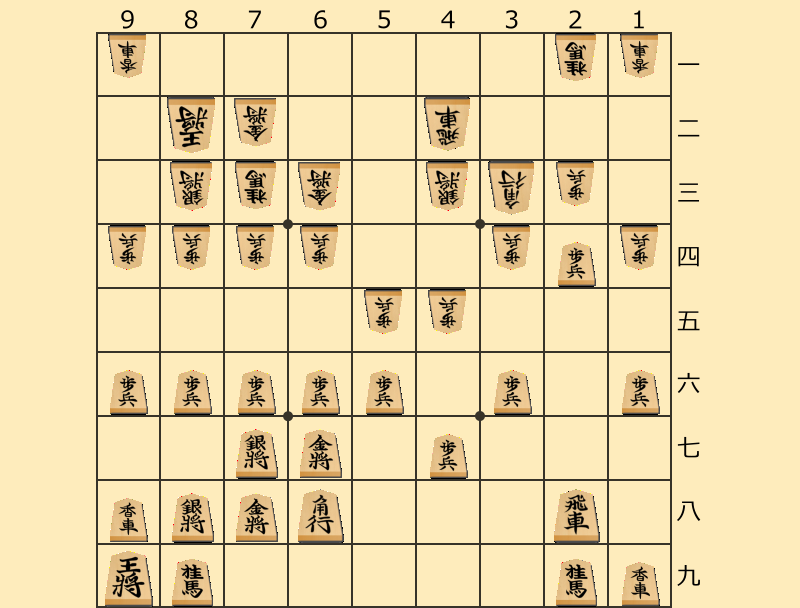 9 8 7 6 5 4 3 2 1
香車 桂馬 香車 一
王将 金将 飛車 二
銀将 桂馬 金将 銀将 角行 歩兵 三
歩兵 歩兵 歩兵 歩兵 歩兵 歩兵 歩兵 四
歩兵 歩兵 五
歩兵 歩兵 歩兵 歩兵 歩兵 歩兵 歩兵 六
銀将 金将 歩兵 七
香車 銀将 金将 角行 飛車 八
王将 桂馬 桂馬 香車 九